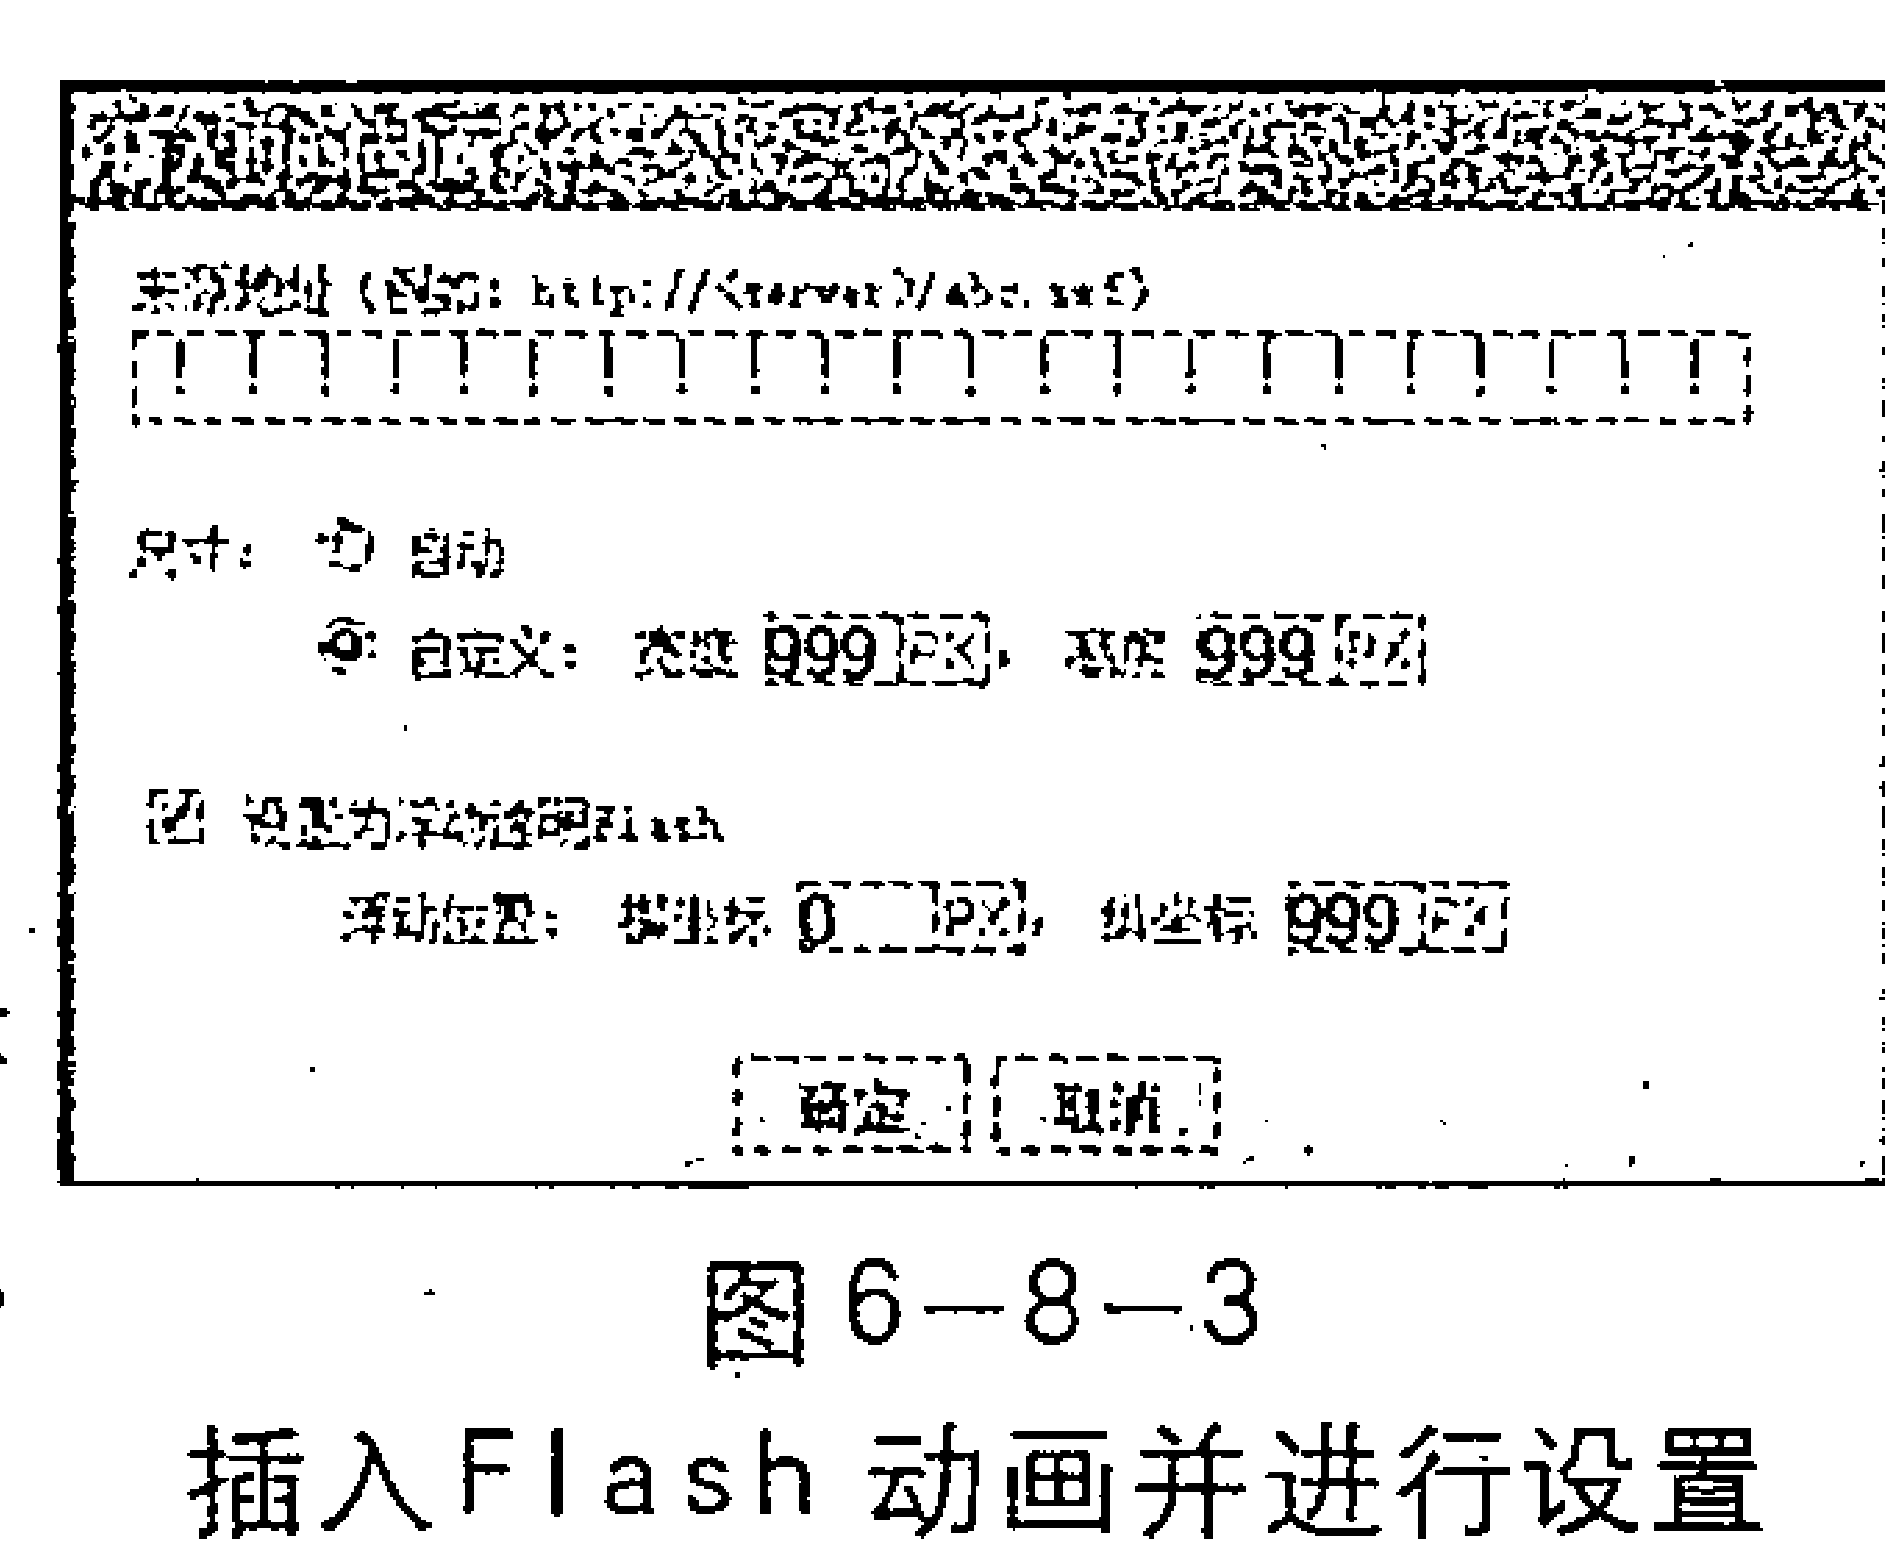 来源地址 (例如: http://(server)/abc.swf)
尺寸: 自动
自定义: 宽度 999 PX, 高度 999 PX
设置为浮动透明Flash
浮动位置: 横坐标 0 PX, 纵坐标 999 PX
确定 取消
图 6-8-3
插入Flash 动画并进行设置